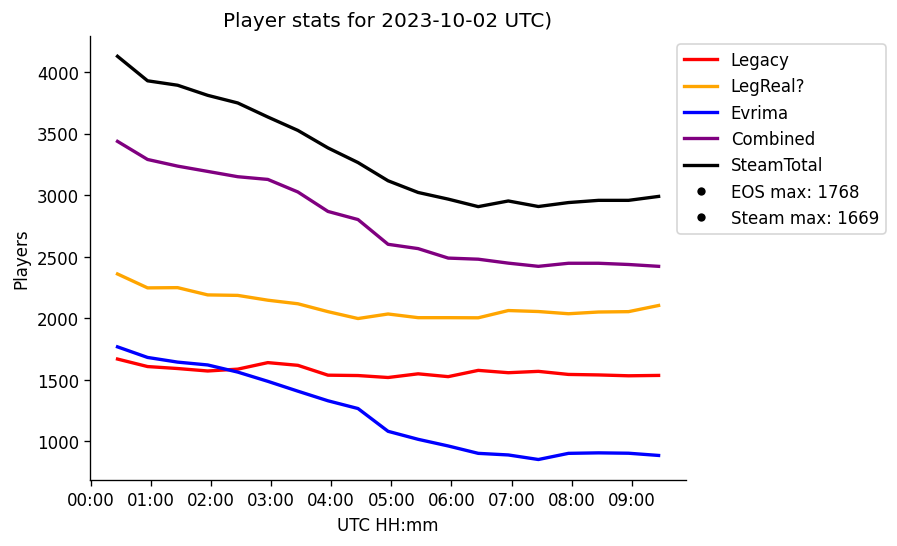 Player stats for 2023-10-02 UTC)
Legacy
LegReal?
Evrima
Combined
SteamTotal
EOS max: 1768
Steam max: 1669
Players
4000
3500
3000
2500
2000
1500
1000
00:00 01:00 02:00 03:00 04:00 05:00 06:00 07:00 08:00 09:00
UTC HH:mm